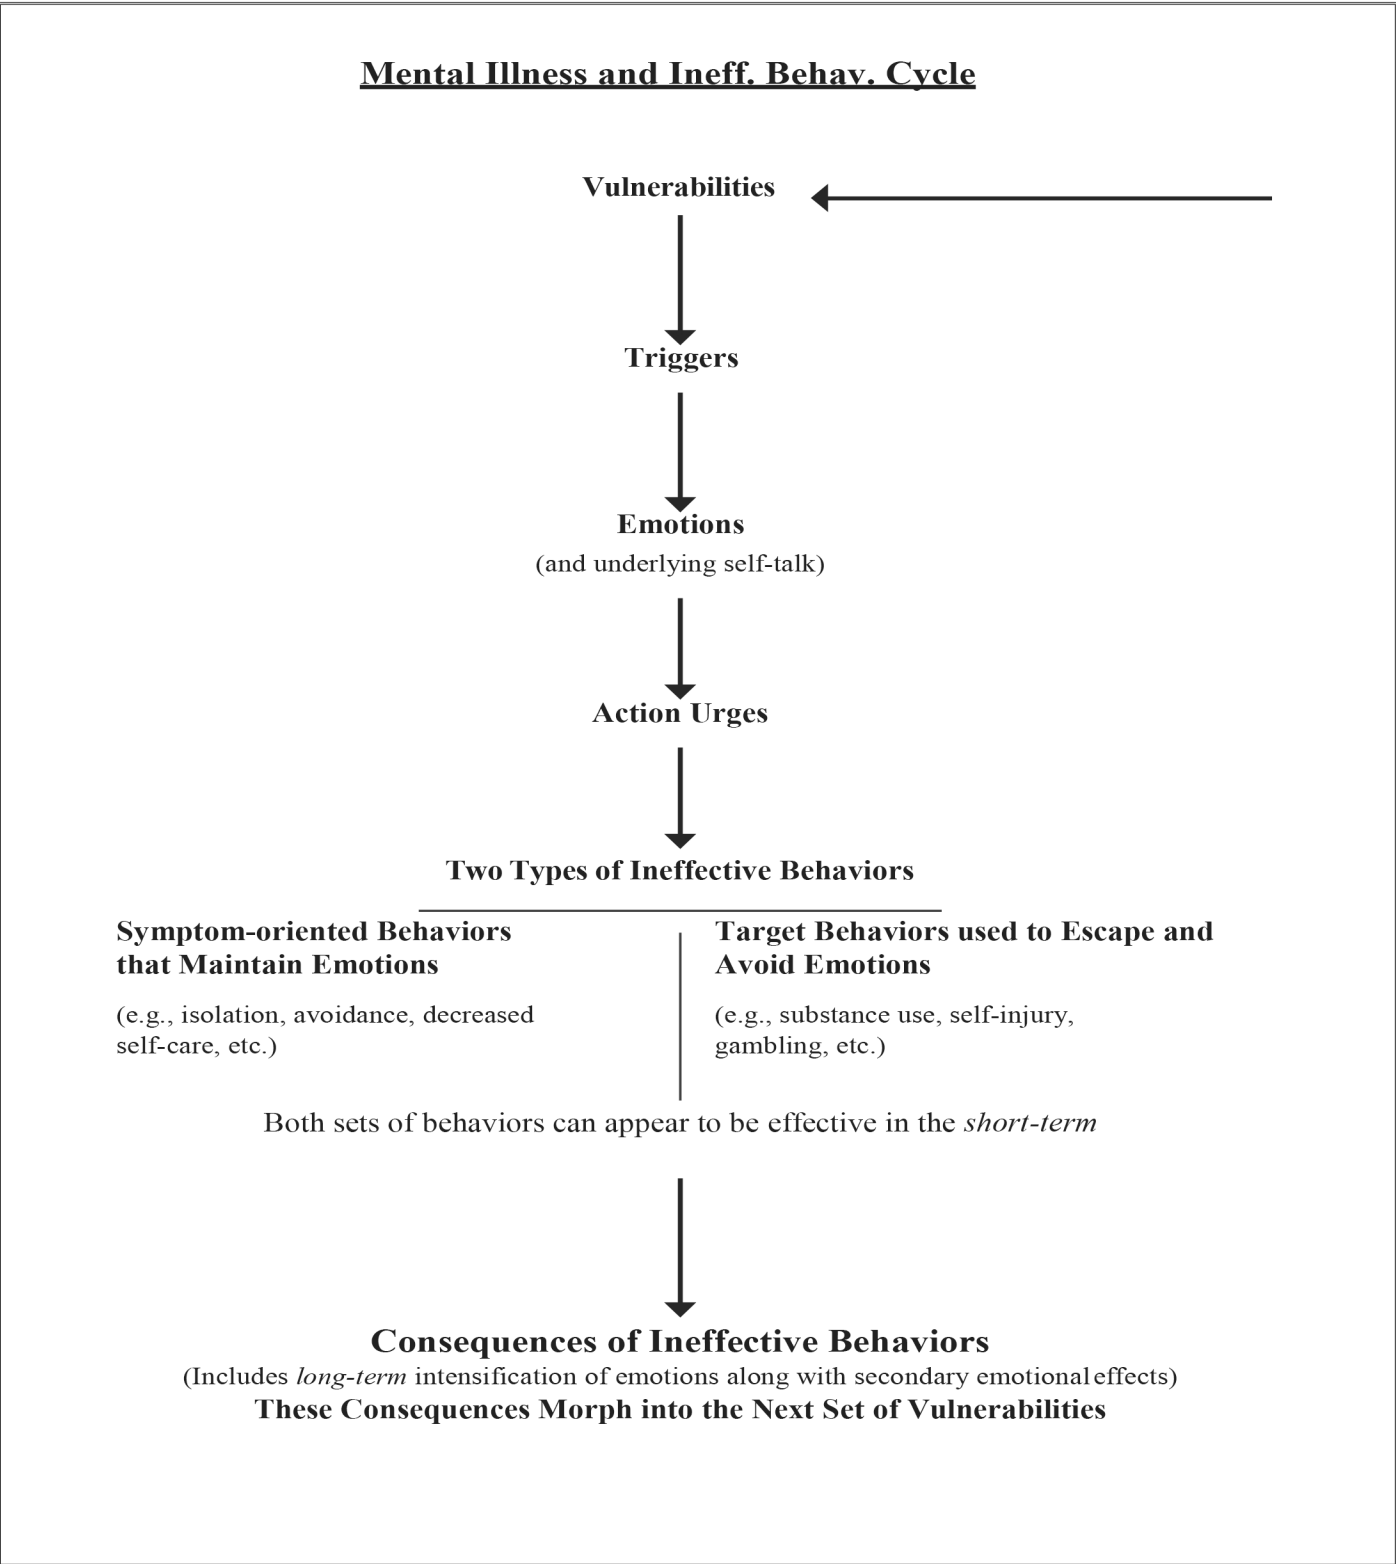 Mental Illness and Ineff. Behav. Cycle
Vulnerabilities
Triggers
Emotions
(and underlying self-talk)
Action Urges
Two Types of Ineffective Behaviors
Symptom-oriented Behaviors
that Maintain Emotions
(e.g., isolation, avoidance, decreased
self-care, etc.)
Target Behaviors used to Escape and
Avoid Emotions
(e.g., substance use, self-injury,
gambling, etc.)
Both sets of behaviors can appear to be effective in the short-term
Consequences of Ineffective Behaviors
(Includes long-term intensification of emotions along with secondary emotional effects)
These Consequences Morph into the Next Set of Vulnerabilities